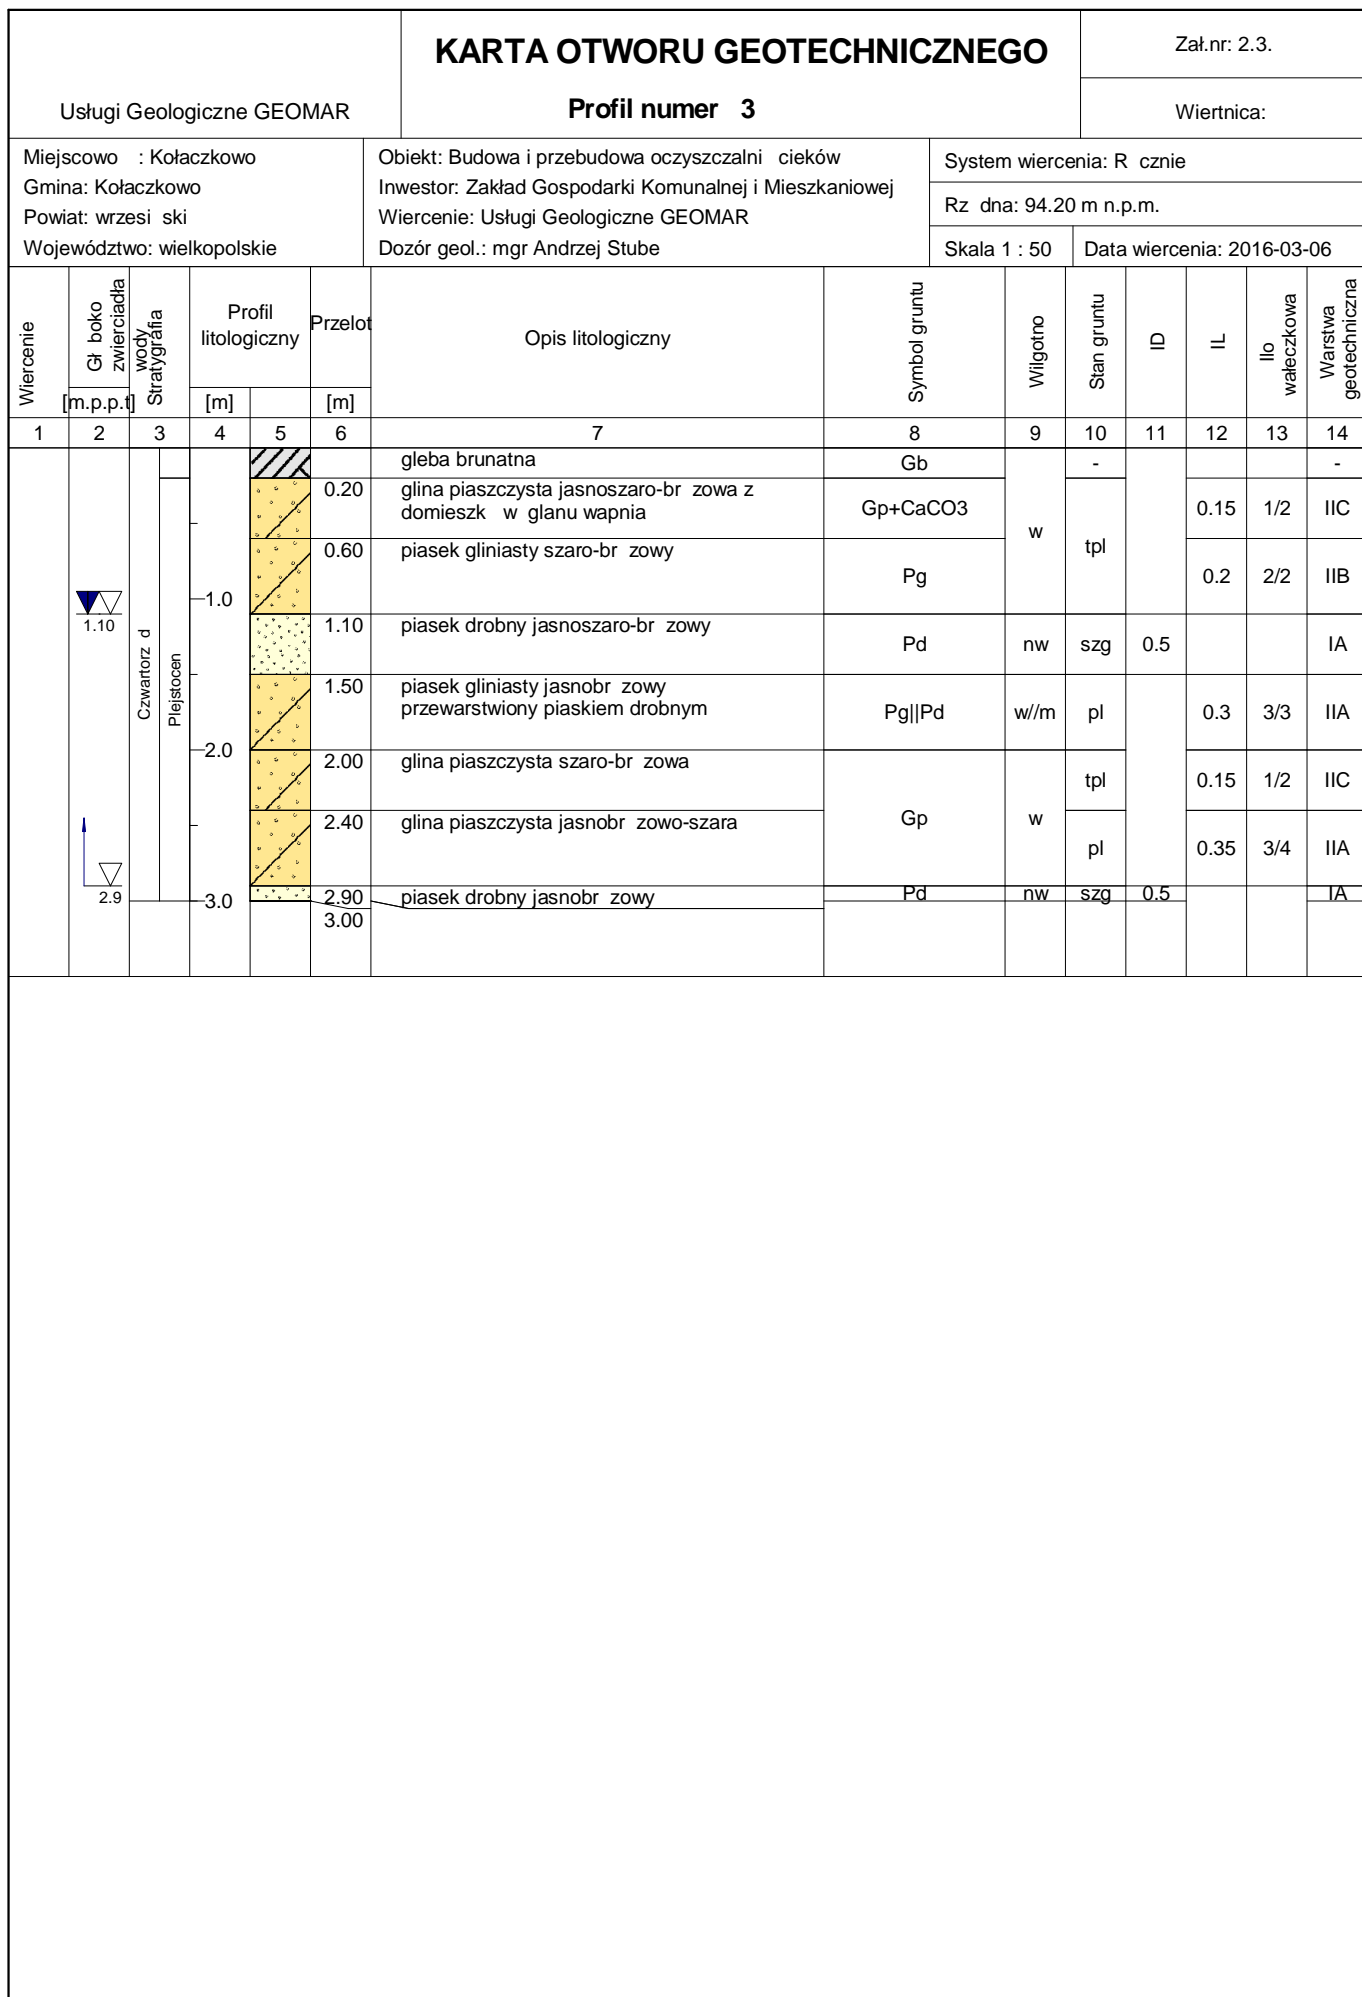 KARTA OTWORU GEOTECHNICZNEGO
Zał.nr: 2.3.
Usługi Geologiczne GEOMAR
Profil numer 3
Wiertnica:
Miejscowo : Kołaczkowo
Gmina: Kołaczkowo
Powiat: wrzesi ski
Województwo: wielkopolskie
Obiekt: Budowa i przebudowa oczyszczalni cieków
Inwestor: Zakład Gospodarki Komunalnej i Mieszkaniowej
Wiercenie: Usługi Geologiczne GEOMAR
Dozór geol.: mgr Andrzej Stube
System wiercenia: R cznie
Rz dna: 94.20 m n.p.m.
Skala 1 : 50
Data wiercenia: 2016-03-06
Wiercenie
Gł boko
zwierciadła
wody
[m.p.p.t]
Stratygrafia
Profil
litologiczny
[m]
Przelot
[m]
Opis litologiczny
Symbol gruntu
Wilgotno
Stan gruntu
ID
IL
Ilo
wałeczkowa
Warstwa
geotechniczna
1 2 3 4 5 6 7 8 9 10 11 12 13 14
gleba brunatna Gb - -
0.20 glina piaszczysta jasnoszaro-br zowa z
domieszk w glanu wapnia
Gp+CaCO3 w tpl 0.15 1/2 IIC
0.60 piasek gliniasty szaro-br zowy
Pg 0.2 2/2 IIB
1.0
1.10
1.10 piasek drobny jasnoszaro-br zowy
Pd nw szg 0.5 IA
Czwartorz d
Plejstocen
1.50 piasek gliniasty jasnobr zowy
przewarstwiony piaskiem drobnym
Pg||Pd w//m pl 0.3 3/3 IIA
2.0
2.00 glina piaszczysta szaro-br zowa
tpl 0.15 1/2 IIC
Gp w
2.40 glina piaszczysta jasnobr zowo-szara
pl 0.35 3/4 IIA
2.9
3.0
2.90 piasek drobny jasnobr zowy Pd nw szg 0.5 IA
3.00